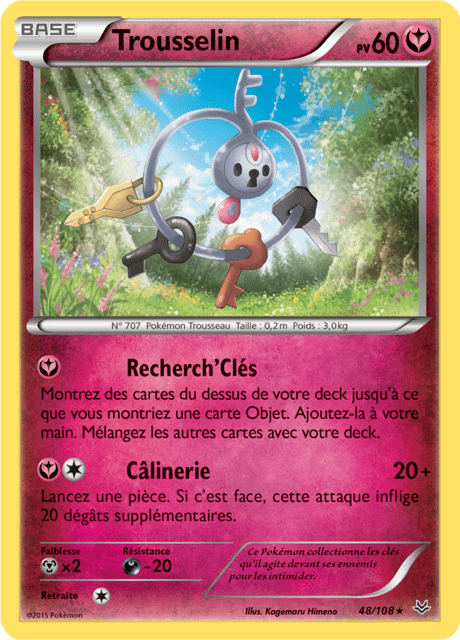 BASE
Trousselin
PV60
N° 707 Pokémon Trousseau Taille : 0,2m Poids : 3,0kg
Recherch'Clés
Montrez des cartes du dessus de votre deck jusqu'à ce
que vous montriez une carte Objet. Ajoutez-la à votre
main. Mélangez les autres cartes avec votre deck.
Câlinerie 20+
Lancez une pièce. Si c'est face, cette attaque inflige
20 dégâts supplémentaires.
Faiblesse Résistance
×2 -20
Retraite
Ce Pokémon collectionne les clés
qu'il agite devant ses ennemis
pour les intimider.
Illus. Kagemaru Himeno 48/108★
©2015 Pokémon